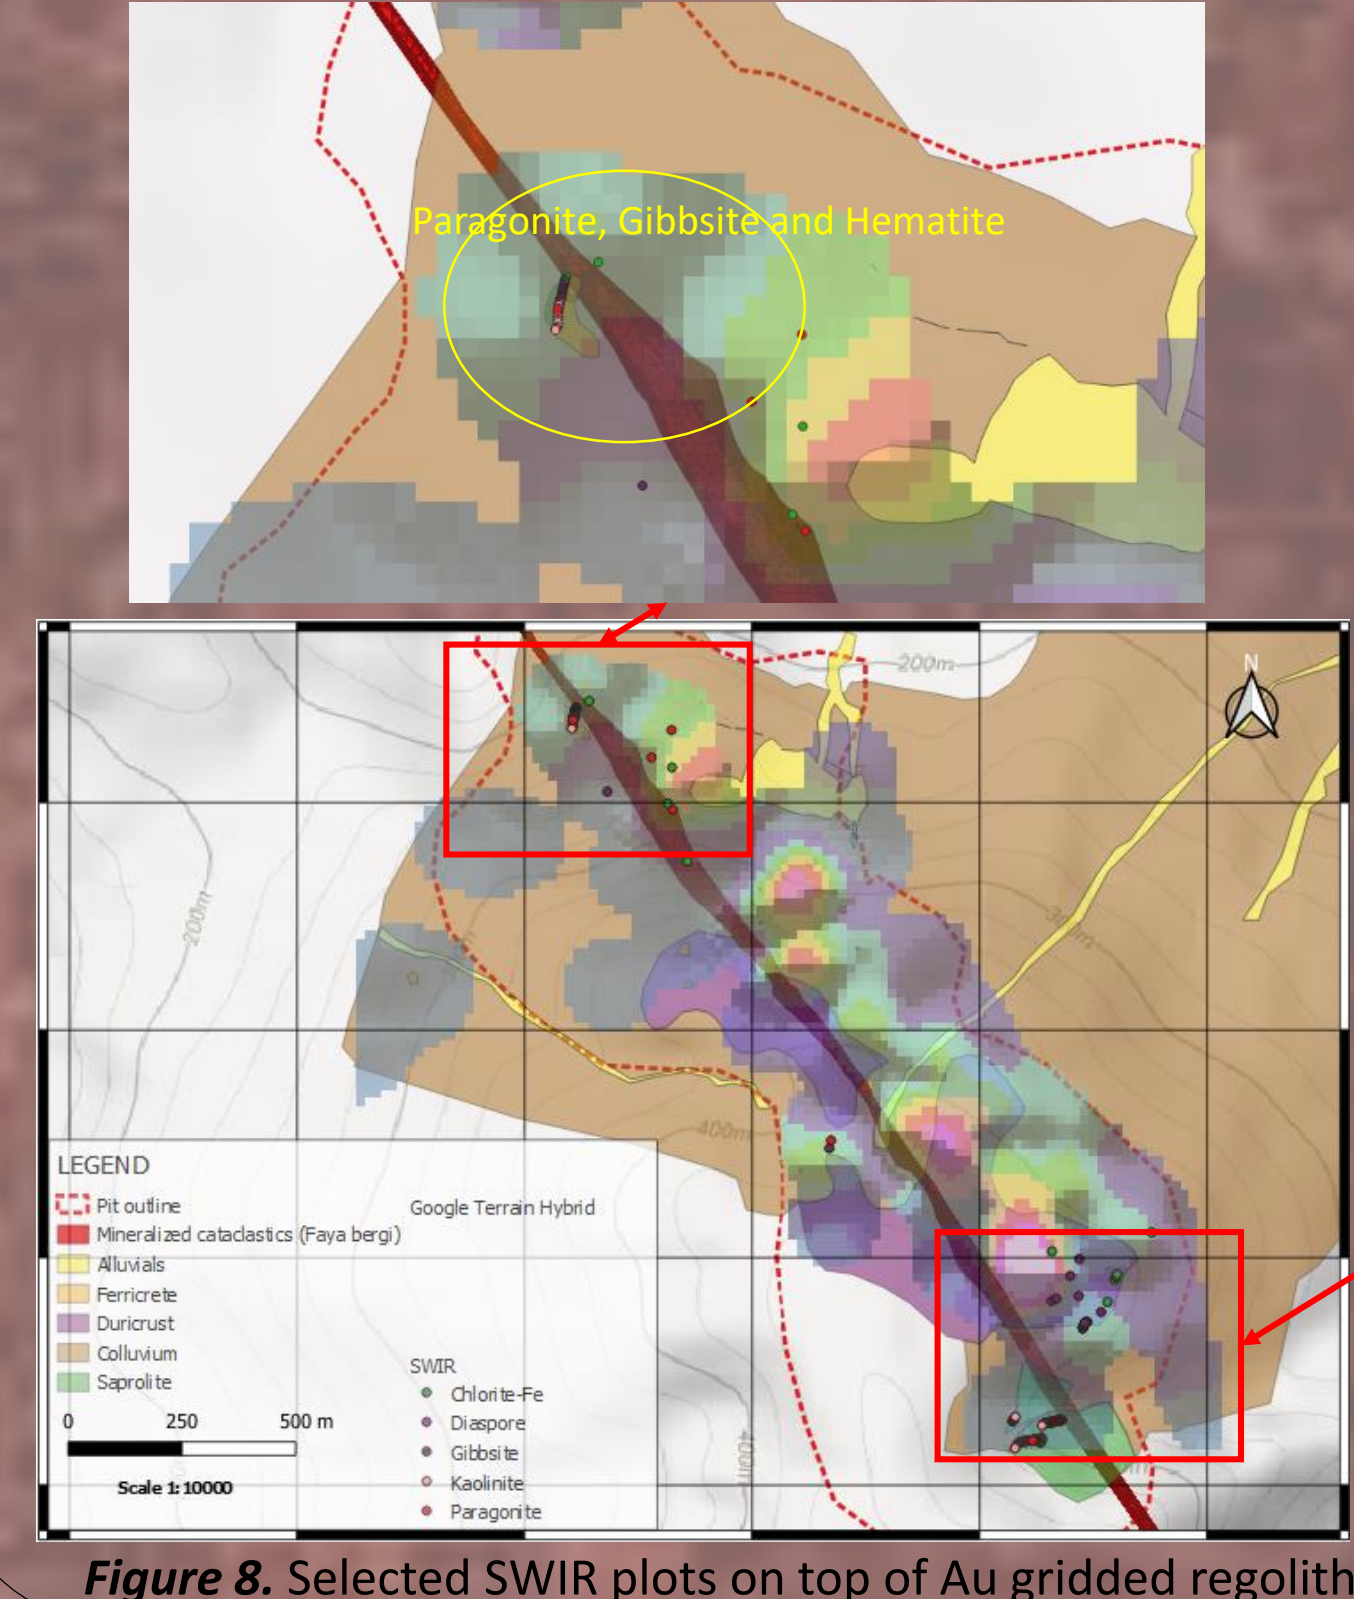 Paragonite, Gibbsite and Hematite
200m
N
200m
300m
400m
400m
LEGEND
Pit outline
Mineralized cataclastics (Faya bergi)
Alluvials
Ferricrete
Duricrust
Colluvium
Saprolite
0 250 500 m
Scale 1:10000
Google Terrain Hybrid
SWIR
Chlorite-Fe
Diaspore
Gibbsite
Kaolinite
Paragonite
Figure 8. Selected SWIR plots on top of Au gridded regolith